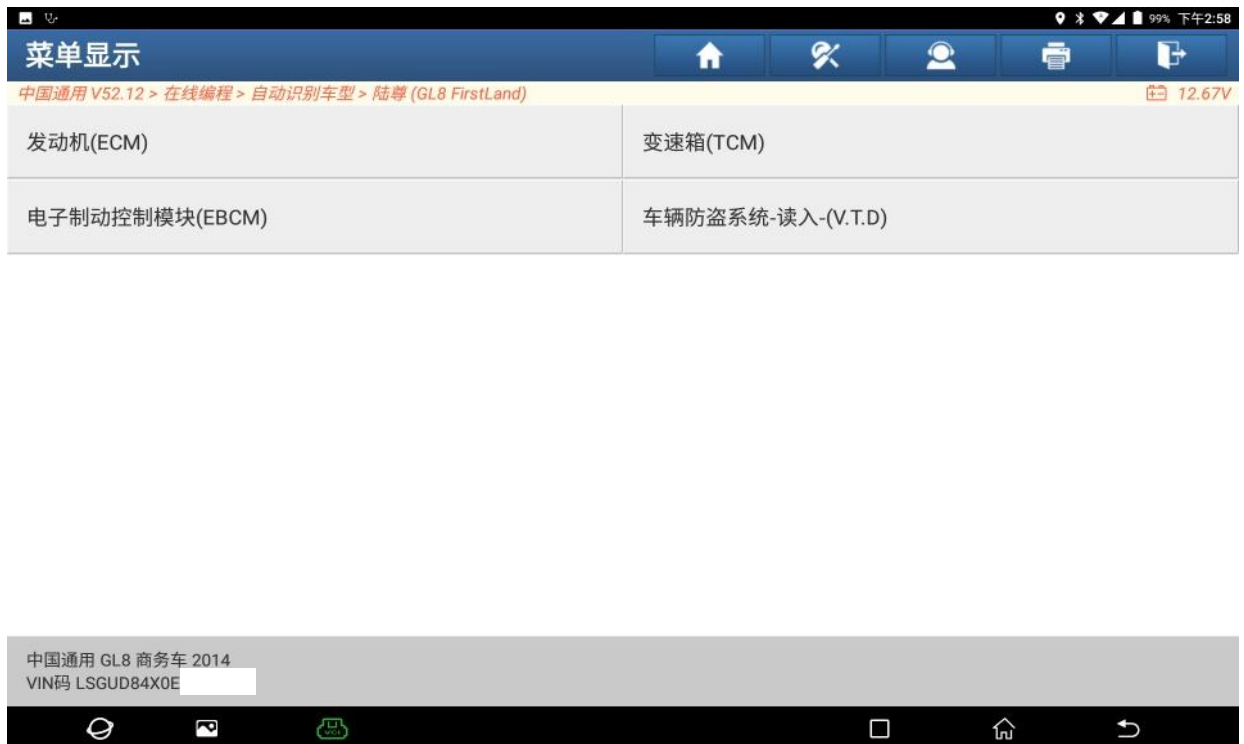 99% 下午2:58
菜单显示
中国通用 V52.12 > 在线编程 > 自动识别车型 > 陆尊 (GL8 FirstLand) 12.67V
发动机(ECM) 变速箱(TCM)
电子制动控制模块(EBCM) 车辆防盗系统-读入-(V.T.D)
中国通用 GL8 商务车 2014
VIN码 LSGUD84X0E
VCI